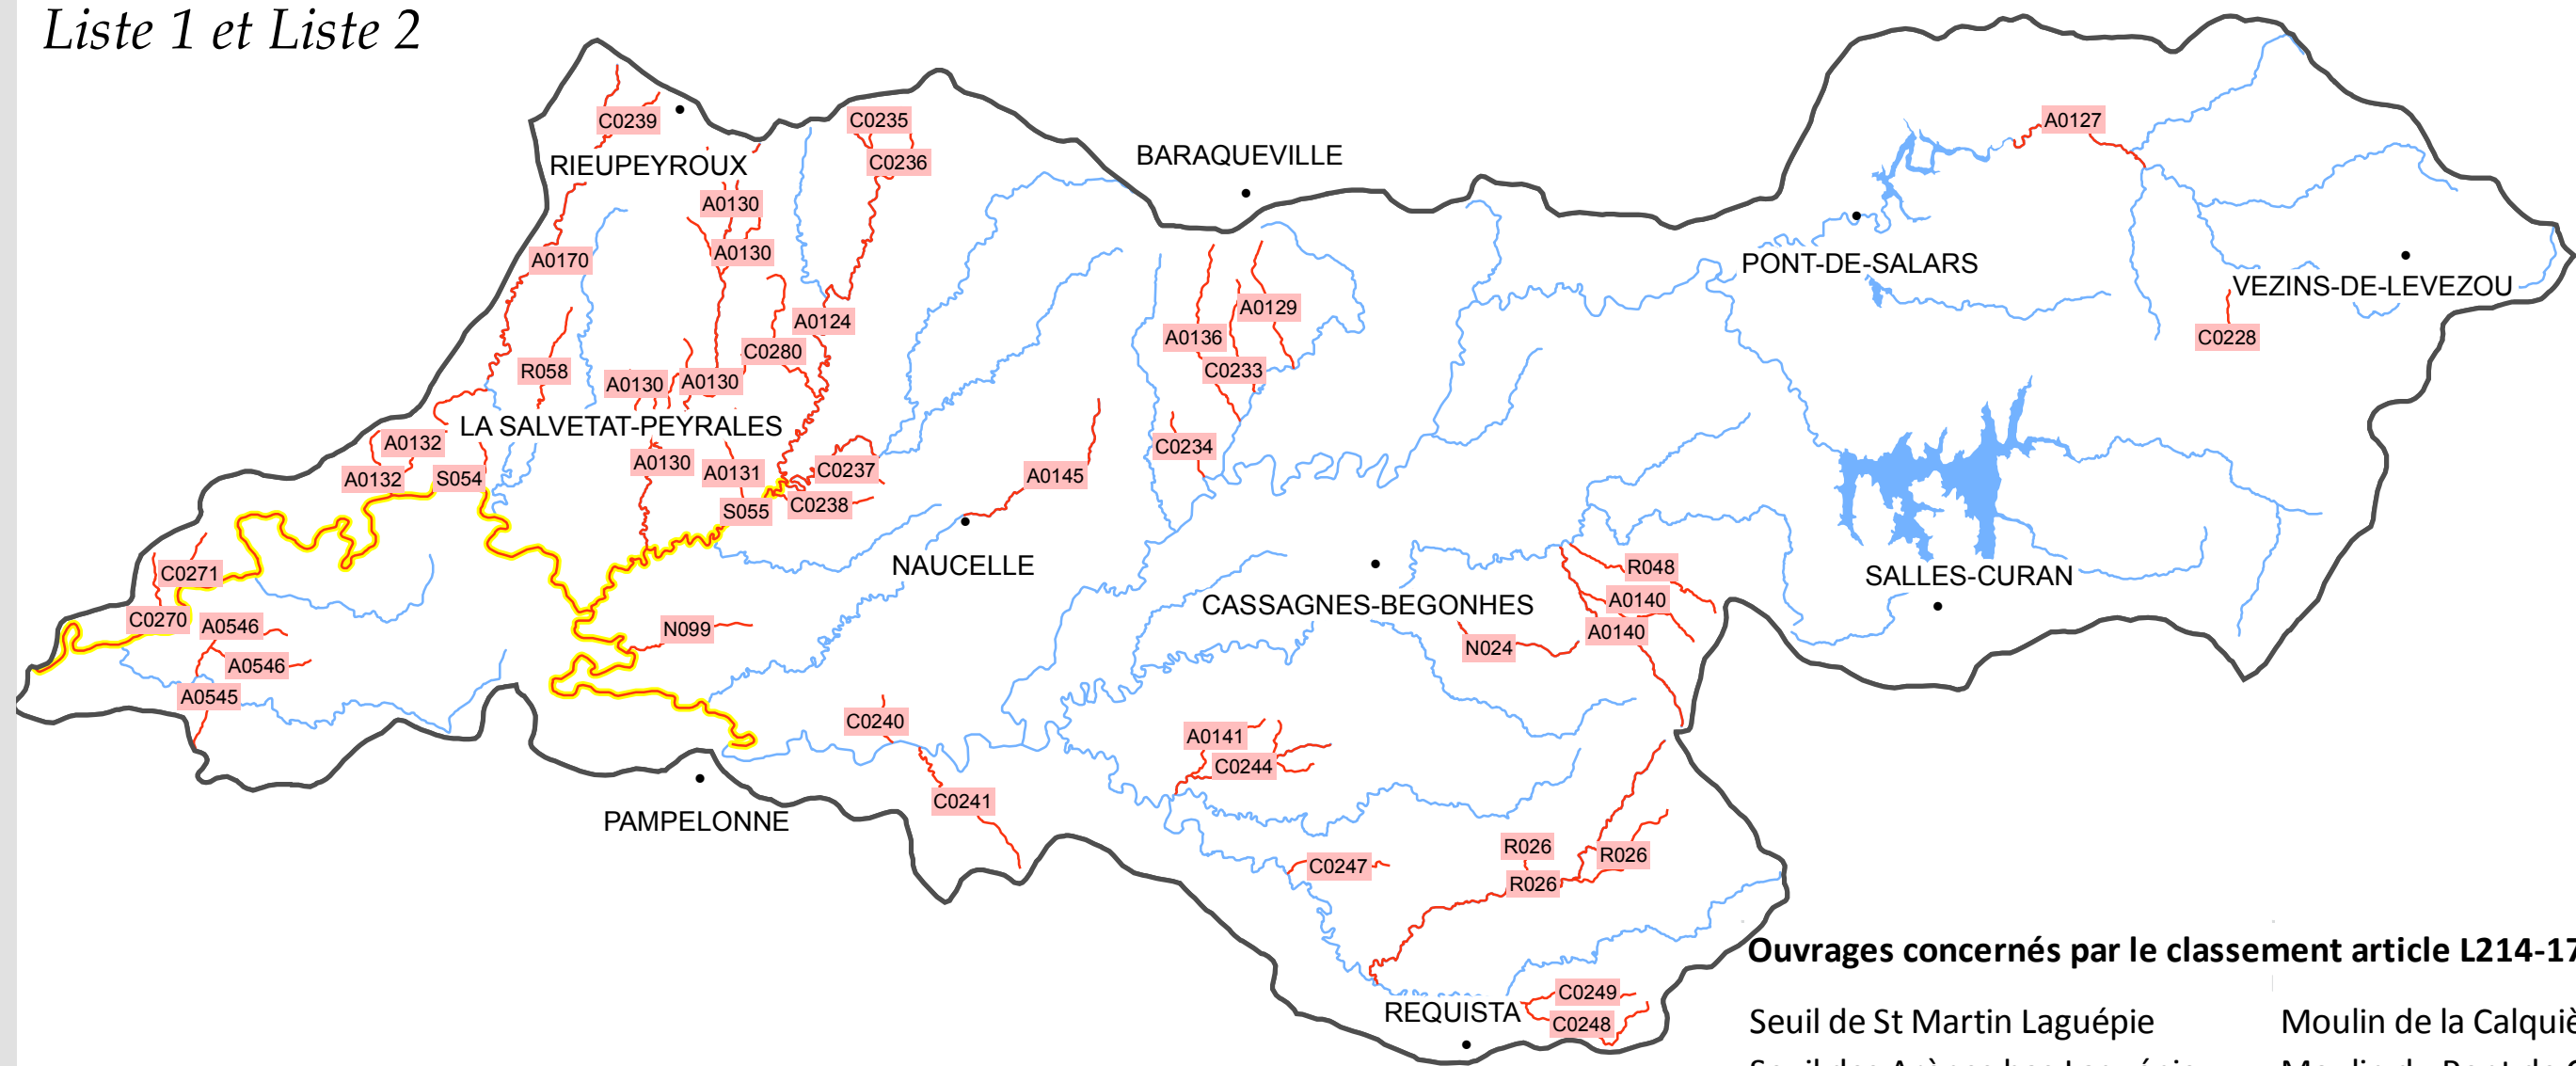 Liste 1 et Liste 2
C0239
C0235
A0127
BARAQUEVILLE
C0236
RIEUPEYROUX
A0130
A0130
A0170
PONT-DE-SALARS
VEZINS-DE-LEVEZOU
A0129
A0124
A0136
C0228
C0280
R058
C0233
A0130
A0130
LA SALVETAT-PEYRALES
A0132
C0234
A0130
A0131
C0237
A0145
A0132
S054
C0238
S055
NAUCELLE
R048
C0271
SALLES-CURAN
A0140
CASSAGNES-BEGONHES
C0270
A0546
N099
A0140
N024
A0546
A0545
C0240
A0141
C0244
C0241
PAMPELONNE
R026
R026
C0247
R026
Ouvrages concernés par le classement article L214-17
C0249
REQUISTA
C0248
Seuil de St Martin Laguépie
Moulin de la Calquiè